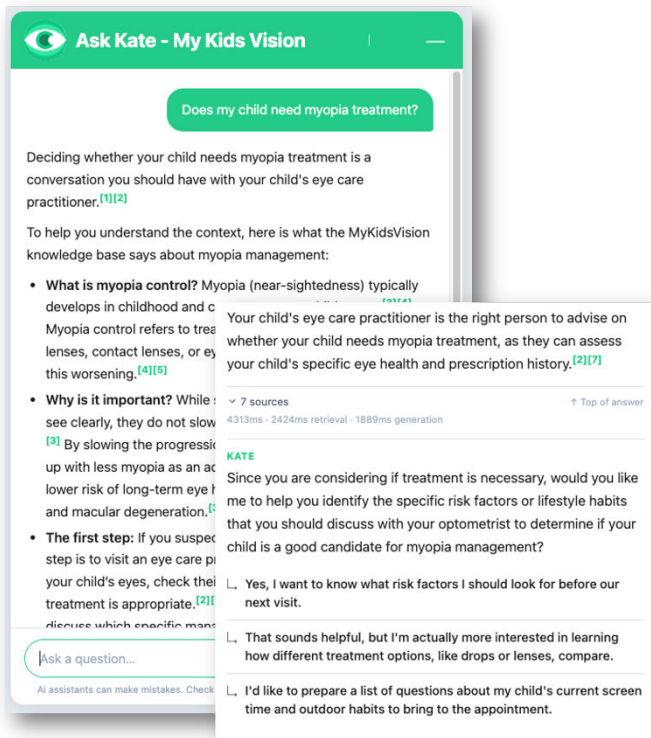 Ask Kate - My Kids Vision
Does my child need myopia treatment?
Deciding whether your child needs myopia treatment is a
conversation you should have with your child's eye care
practitioner.[1][2]
To help you understand the context, here is what the MyKidsVision
knowledge base says about myopia management:
• What is myopia control? Myopia (near-sightedness) typically
develops in childhood and
Myopia control refers to
lenses, contact lenses, or
this worsening.[4][5]
• Why is it important? While
see clearly, they do not slow
[3] By slowing the
up with less myopia as an
lower risk of long-term eye
and macular degeneration.
• The first step: If you
step is to visit an eye care
your child's eyes, check
treatment is appropriate.[2]
discuss which specific
Ask a question...
Ai assistants can make mistakes. Check
Your child's eye care practitioner is the right person to advise on
whether your child needs myopia treatment, as they can assess
your child's specific eye health and prescription history.[2][7]
7 sources
↑ Top of answer
4313ms · 2424ms retrieval · 1889ms generation
KATE
Since you are considering if treatment is necessary, would you like
me to help you identify the specific risk factors or lifestyle habits
that you should discuss with your optometrist to determine if your
child is a good candidate for myopia management?
Yes, I want to know what risk factors I should look for before our
next visit.
That sounds helpful, but I'm actually more interested in learning
how different treatment options, like drops or lenses, compare.
I'd like to prepare a list of questions about my child's current screen
time and outdoor habits to bring to the appointment.